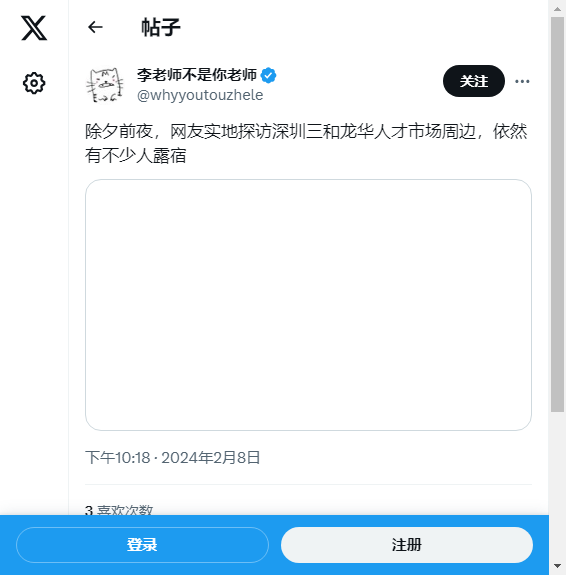 帖子
李老师不是你老师
@whyyoutouzhele
关注
除夕前夜，网友实地探访深圳三和龙华人才市场周边，依然
有不少人露宿
下午10:18 · 2024年2月8日
3 喜欢次数
登录
注册